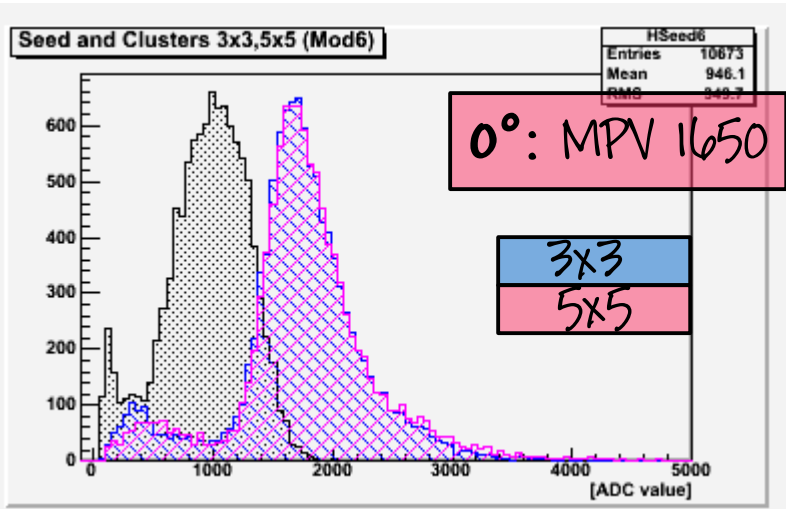 Seed and Clusters 3x3,5x5 (Mod6)
HSeed6
Entries 10673
Mean 946.1
RMS
0°: MPV 1650
3x3
5x5
600
500
400
300
200
100
0
0 1000 2000 3000 4000 5000
[ADC value]